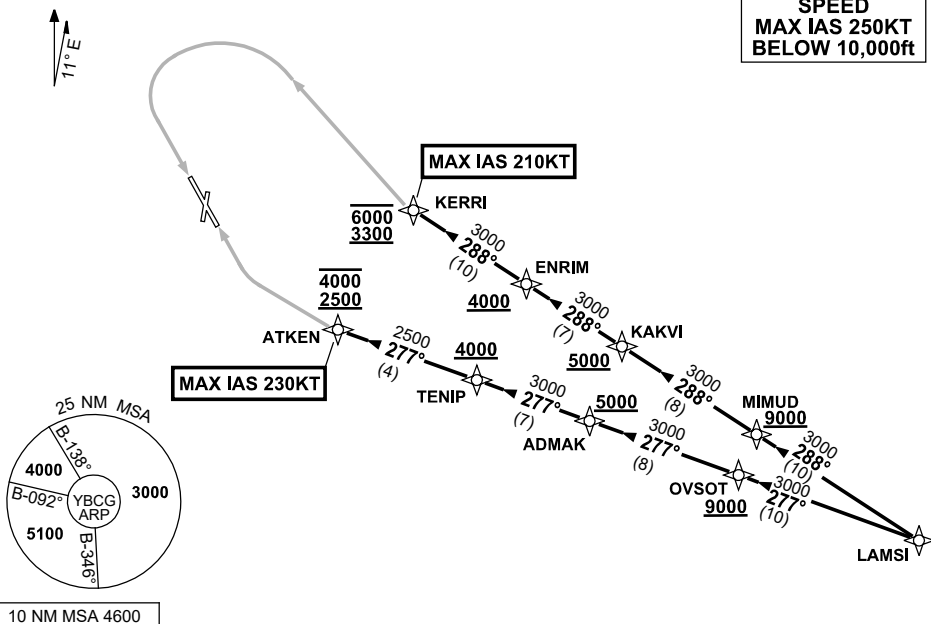 SPEED
MAX IAS 250KT
BELOW 10,000ft
11° E
MAX IAS 210KT
KERRI
6000
3300
3000
288°
(10)
ENRIM
4000
3000
288°
(7)
KAKVI
5000
3000
288°
(8)
MIMUD
9000
3000
288°
(10)
4000
2500
ATKEN
MAX IAS 230KT
2500
277°
(4)
4000
TENIP
3000
277°
(7)
5000
ADMAK
3000
277°
(8)
OVSOT
9000
3000
277°
(10)
LAMSI
25 NM MSA
B-138°
4000
B-092°
YBCG
ARP
3000
5100
B-346°
10 NM MSA 4600